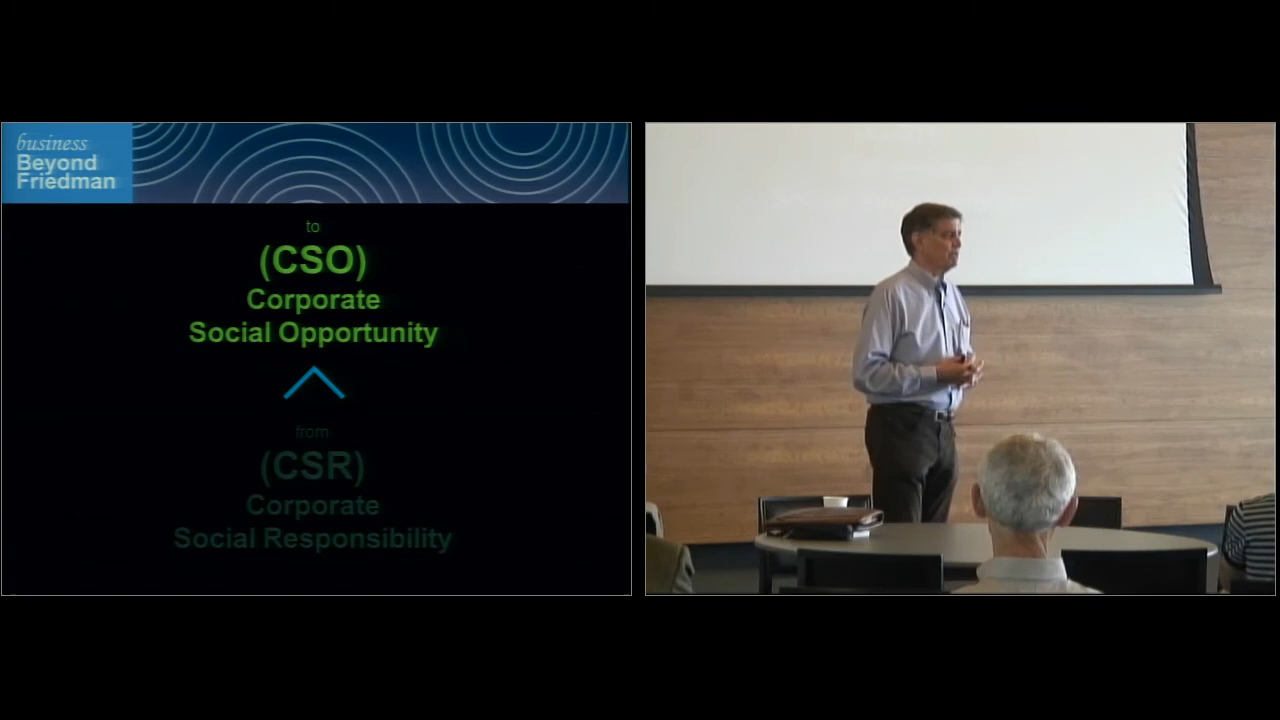 business
Beyond
Friedman
to
(CSO)
Corporate
Social Opportunity
from
(CSR)
Corporate
Social Responsibility